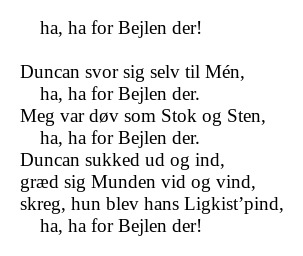 ha, ha for Bejlen der!
Duncan svor sig selv til Mén,
ha, ha for Bejlen der.
Meg var døv som Stok og Sten,
ha, ha for Bejlen der.
Duncan sukked ud og ind,
græd sig Munden vid og vind,
skreg, hun blev hans Ligkist’pind,
ha, ha for Bejlen der!